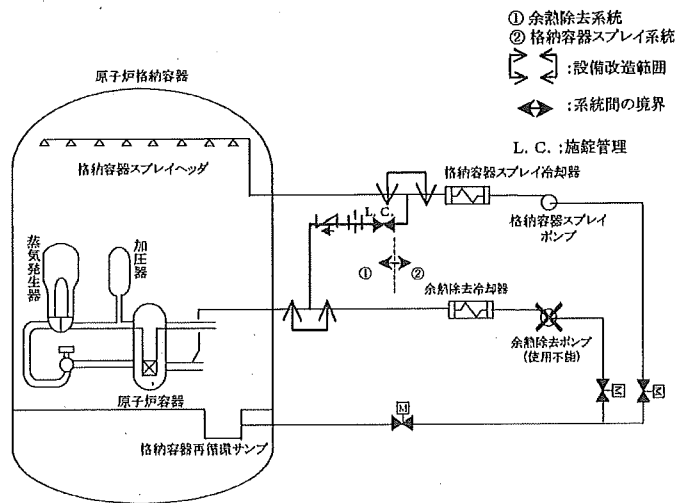 ① 余熱除去系統
② 格納容器スプレイ系統
:設備改造範囲
:系統間の境界
L. C. :施錠管理
原子炉格納容器
格納容器スプレイヘッダ
格納容器スプレイ冷却器
格納容器スプレイ
ポンプ
L. C.
① ②
蒸気発生器
加圧器
余熱除去冷却器
余熱除去ポンプ
(使用不能)
原子炉容器
M
M
M
格納容器再循環サンプ